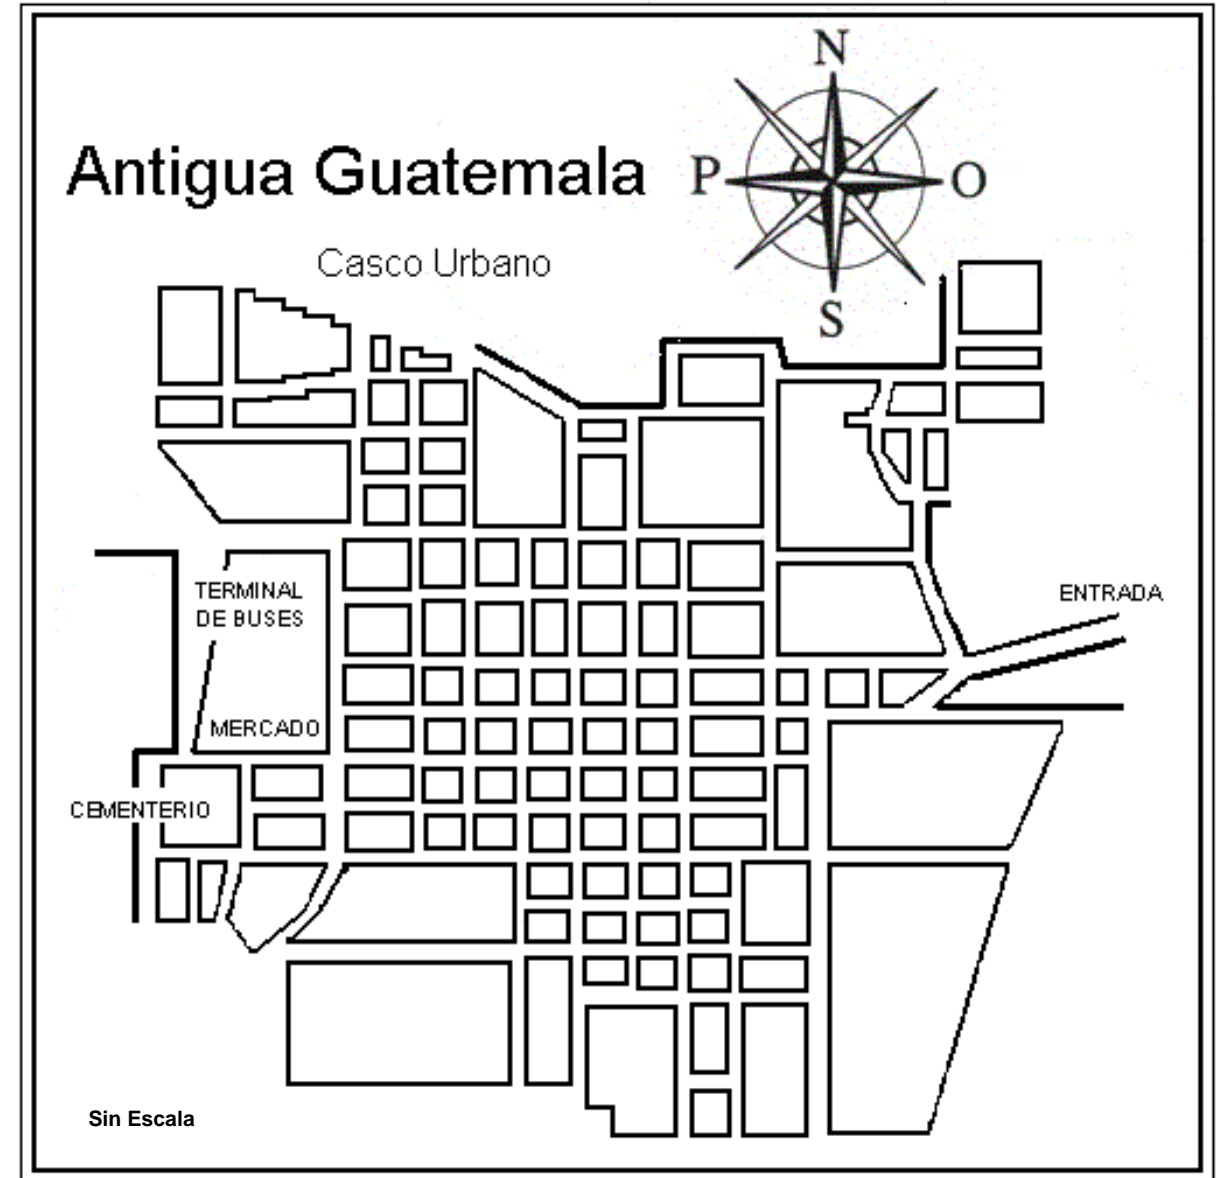 N
Antigua Guatemala
P
O
Casco Urbano
S
TERMINAL
DE BUSES
ENTRADA
MERCADO
CEMENTERIO
Sin Escala